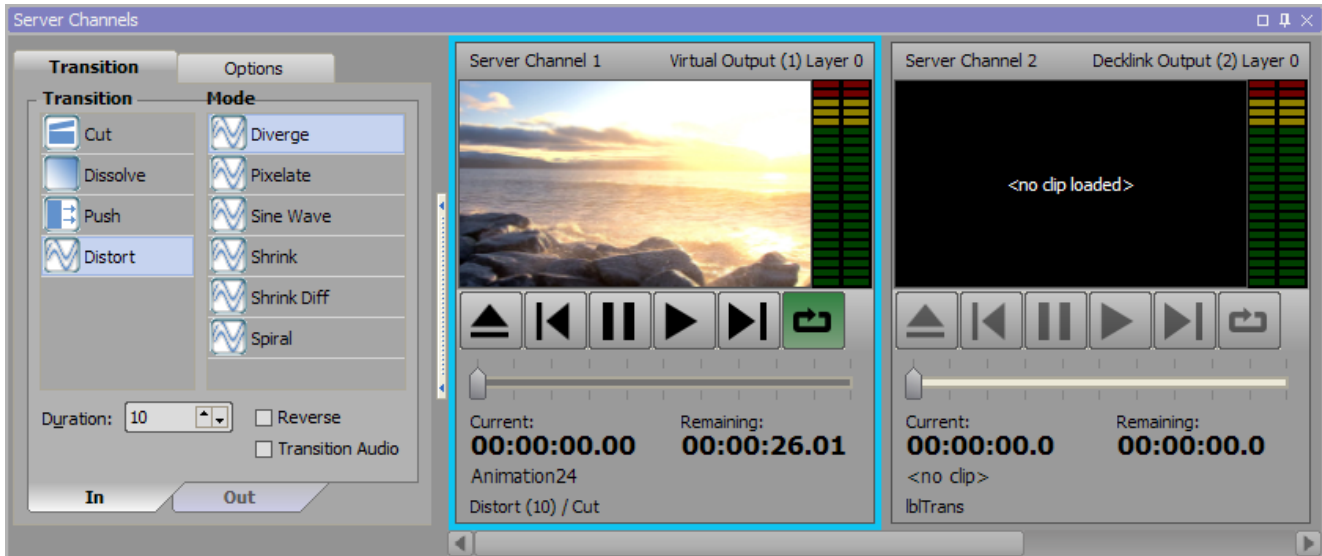 Server Channels
Transition
Options
Transition
Mode
Cut
Dissolve
Push
Distort
Diverge
Pixelate
Sine Wave
Shrink
Shrink Diff
Spiral
Duration: 10
Reverse
Transition Audio
In
Out
Server Channel 1
Virtual Output (1) Layer 0
Current:
Remaining:
00:00:00.00
00:00:26.01
Animation24
Distort (10) / Cut
Server Channel 2
Decklink Output (2) Layer 0
<no clip loaded>
Current:
Remaining:
00:00:00.0
00:00:00.0
<no clip>
lblTrans